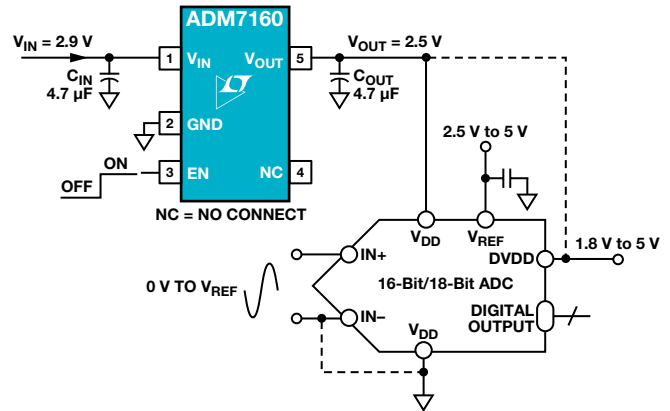 ADM7160
V_IN = 2.9 V
1
V_IN
V_OUT
5
V_OUT = 2.5 V
C_IN
4.7 µF
C_OUT
4.7 µF
2
GND
2.5 V to 5 V
ON
OFF
3
EN
NC
4
NC = NO CONNECT
V_DD
V_REF
DVDD
1.8 V to 5 V
IN+
16-Bit/18-Bit ADC
0 V TO V_REF
IN–
DIGITAL
OUTPUT
V_DD